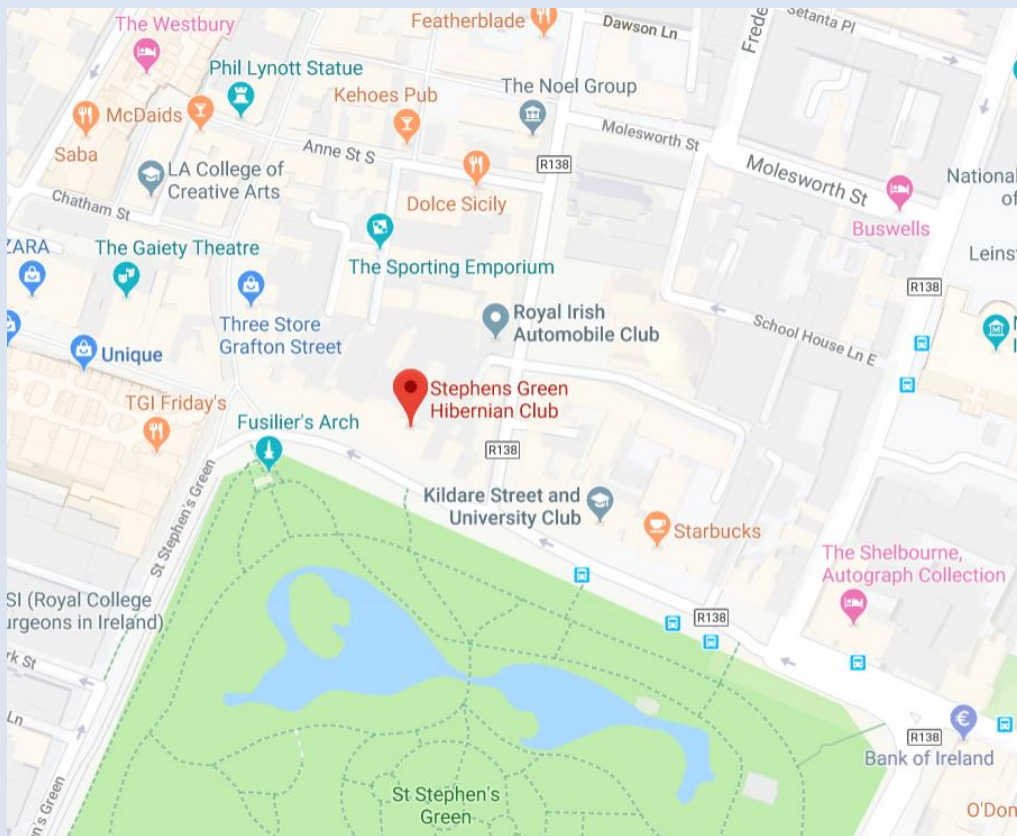 The Westbury
Featherblade
Dawson Ln
Frede
Setanta Pl
Phil Lynott Statue
Kehoes Pub
The Noel Group
McDaids
Saba
Anne St S
R138
Molesworth St
Molesworth St
LA College of
Creative Arts
Dolce Sicily
National
of
Chatham St
Buswells
ZARA
The Gaiety Theatre
The Sporting Emporium
Leins
R138
Three Store
Grafton Street
Royal Irish
Automobile Club
School House Ln E
N
I
Unique
Stephens Green
Hibernian Club
TGI Friday's
Fusilier's Arch
R138
St Stephen's Green
Kildare Street and
University Club
Starbucks
The Shelbourne,
Autograph Collection
SI (Royal College
urgeons in Ireland)
R138
rk St
Ln
€
R138
Bank of Ireland
St Stephen's
Green
en's Green
O'Don